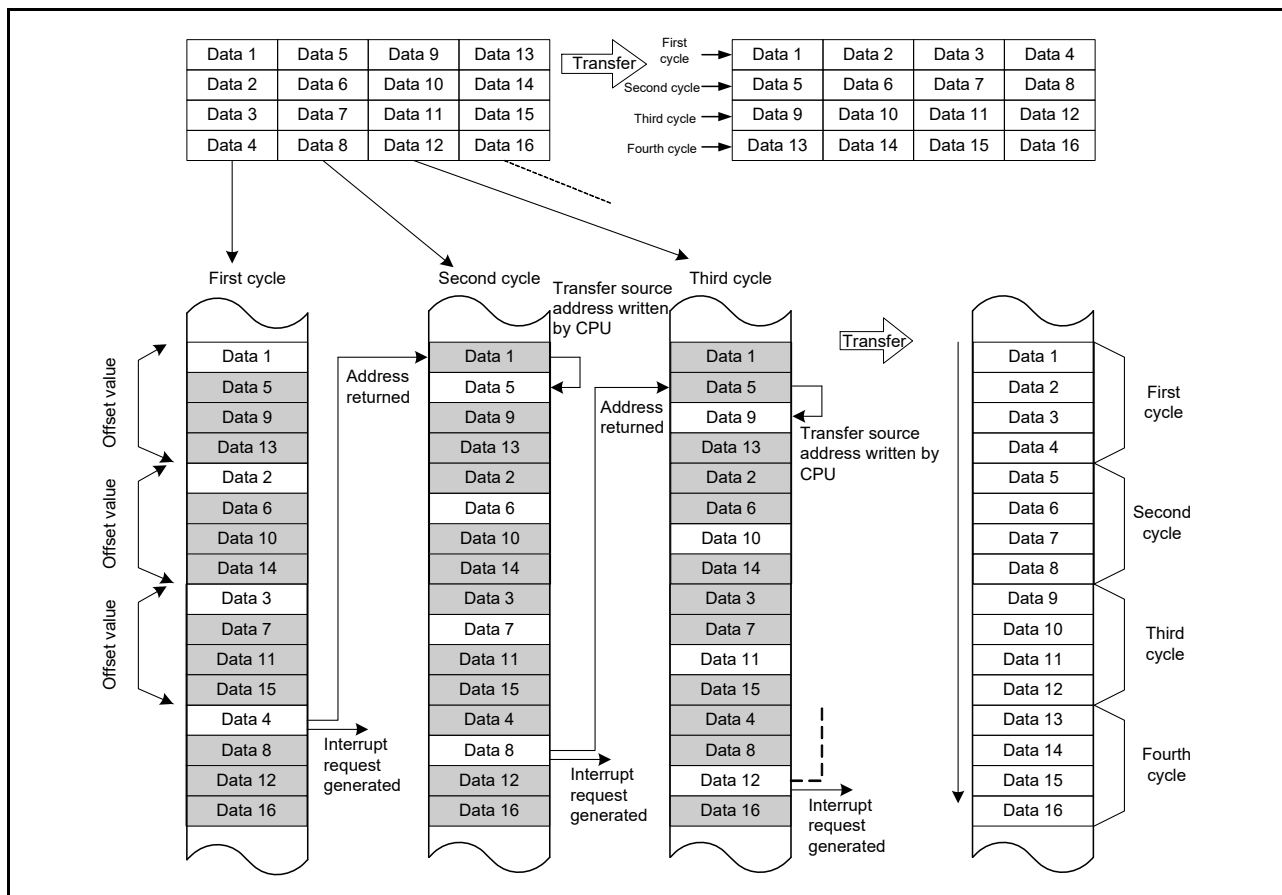 Data 1 Data 5 Data 9 Data 13
Data 2 Data 6 Data 10 Data 14
Data 3 Data 7 Data 11 Data 15
Data 4 Data 8 Data 12 Data 16
Transfer
First
cycle
Data 1 Data 2 Data 3 Data 4
Second cycle
Data 5 Data 6 Data 7 Data 8
Third cycle
Data 9 Data 10 Data 11 Data 12
Fourth cycle
Data 13 Data 14 Data 15 Data 16
First cycle
Offset value
Offset value
Offset value
Data 1
Data 5
Data 9
Data 13
Data 2
Data 6
Data 10
Data 14
Data 3
Data 7
Data 11
Data 15
Data 4
Data 8
Data 12
Data 16
Address
returned
Interrupt
request
generated
Second cycle
Transfer source
address written
by CPU
Data 1
Data 5
Data 9
Data 13
Data 2
Data 6
Data 10
Data 14
Data 3
Data 7
Data 11
Data 15
Data 4
Data 8
Data 12
Data 16
Address
returned
Interrupt
request
generated
Third cycle
Data 1
Data 5
Data 9
Data 13
Data 2
Data 6
Data 10
Data 14
Data 3
Data 7
Data 11
Data 15
Data 4
Data 8
Data 12
Data 16
Transfer source
address written by
CPU
Interrupt
request
generated
Transfer
Data 1
Data 2
Data 3
Data 4
Data 5
Data 6
Data 7
Data 8
Data 9
Data 10
Data 11
Data 12
Data 13
Data 14
Data 15
Data 16
First
cycle
Second
cycle
Third
cycle
Fourth
cycle